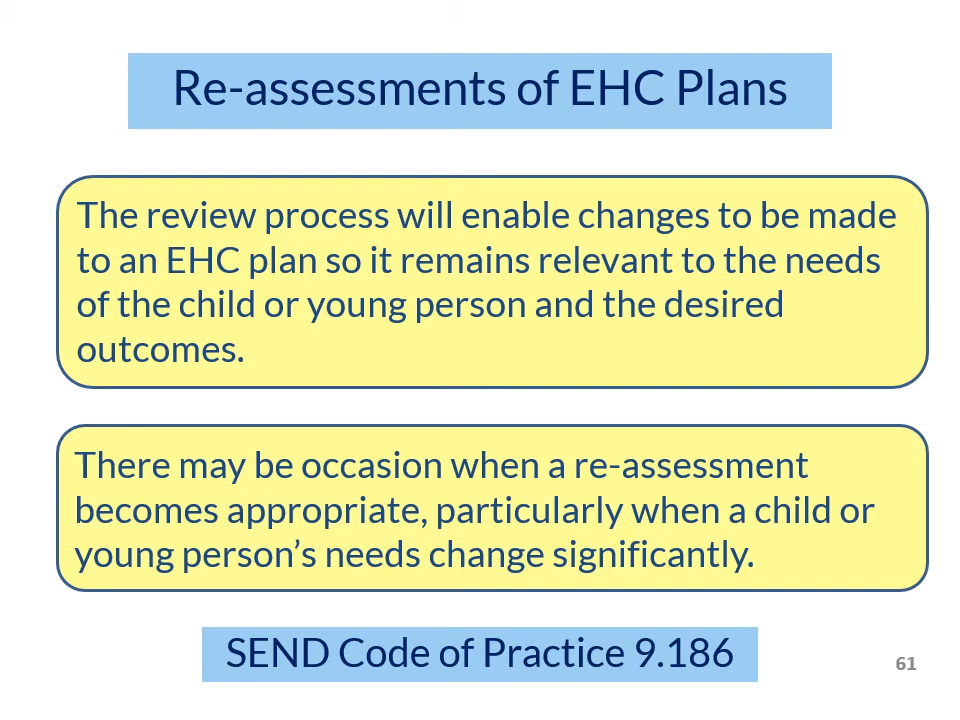 Re-assessments of EHC Plans
The review process will enable changes to be made
to an EHC plan so it remains relevant to the needs
of the child or young person and the desired
outcomes.
There may be occasion when a re-assessment
becomes appropriate, particularly when a child or
young person’s needs change significantly.
SEND Code of Practice 9.186
61